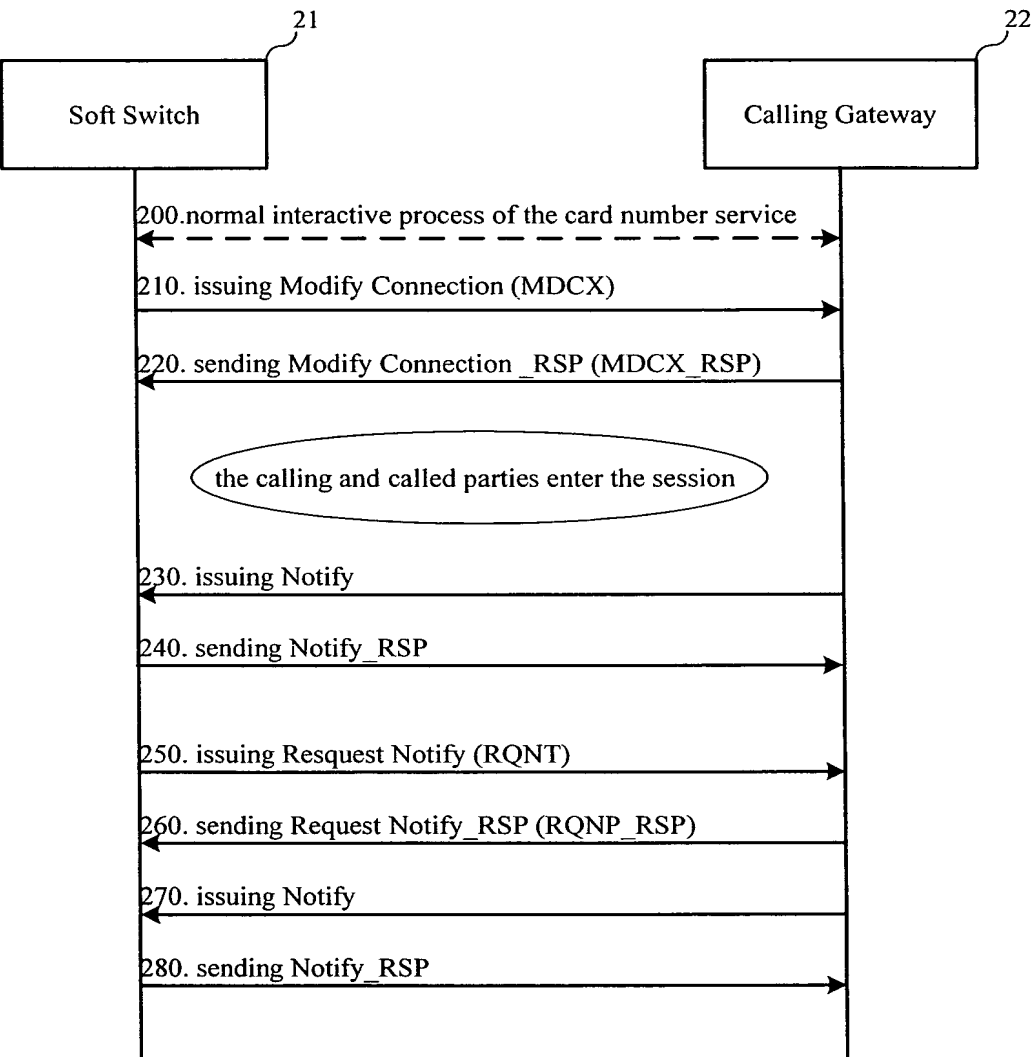 21
22
Soft Switch
Calling Gateway
200.normal interactive process of the card number service
210. issuing Modify Connection (MDCX)
220. sending Modify Connection _RSP (MDCX_RSP)
the calling and called parties enter the session
230. issuing Notify
240. sending Notify_RSP
250. issuing Resquest Notify (RQNT)
260. sending Request Notify_RSP (RQNP_RSP)
270. issuing Notify
280. sending Notify_RSP